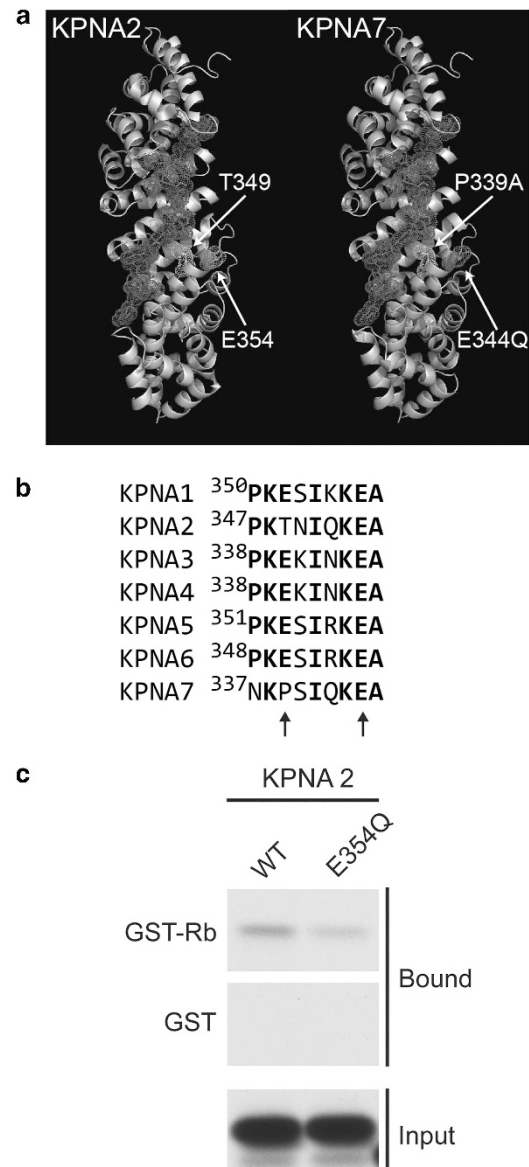 a
KPNA2
KPNA7
T349
P339A
E354
E344Q
b
KPNA1 350PKESIKKEA
KPNA2 347PKTNIQKEA
KPNA3 338PKEKINKEA
KPNA4 338PKEKINKEA
KPNA5 351PKESIRKEA
KPNA6 348PKESIRKEA
KPNA7 337NKPSIQKEA
c
KPNA 2
WT
E354Q
GST-Rb
Bound
GST
Input